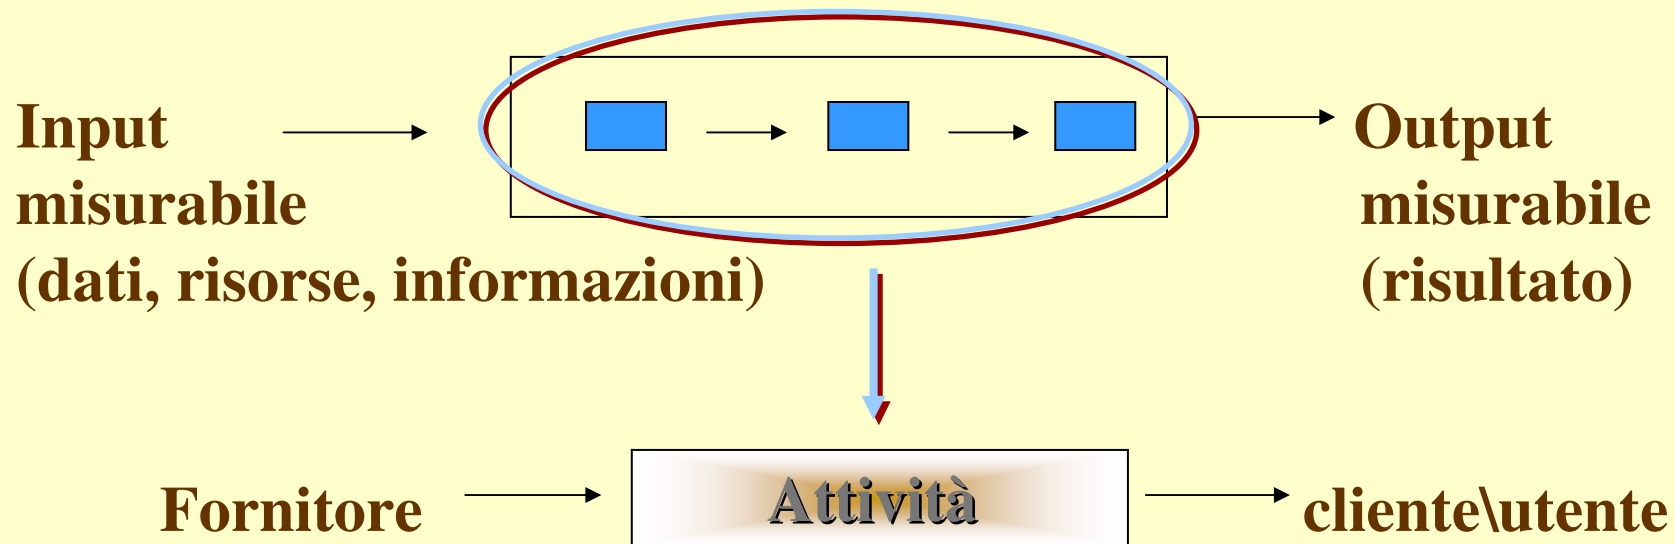 Input
misurabile
(dati, risorse, informazioni)
Output
misurabile
(risultato)
Fornitore
Attività
cliente\utente